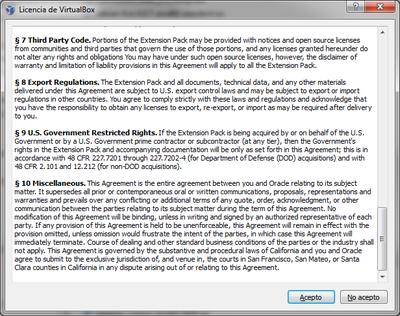 Licencia de VirtualBox
§ 7 Third Party Code. Portions of the Extension Pack may be provided with notices and open source licenses
from communities and third parties that govern the use of those portions, and any licenses granted hereunder do
not alter any rights and obligations You may have under such open source licenses, however, the disclaimer of
warranty and limitation of liability provisions in this Agreement will apply to all the Extension Pack.
§ 8 Export Regulations. The Extension Pack and all documents, technical data, and any other materials
delivered under this Agreement are subject to U.S. export control laws and may be subject to export or import
regulations in other countries. You agree to comply strictly with these laws and regulations and acknowledge that
you have the responsibility to obtain any licenses to export, re-export, or import as may be required after delivery
to you.
§ 9 U.S. Government Restricted Rights. If the Extension Pack is being acquired by or on behalf of the U.S.
Government or by a U.S. Government prime contractor or subcontractor (at any tier), then the Government's
rights in the Extension Pack and accompanying documentation will be only as set forth in this Agreement; this is in
accordance with 48 CFR 227.7201 through 227.7202-4 (for Department of Defense (DOD) acquisitions) and with
48 CFR 2.101 and 12.212 (for non-DOD acquisitions).
§ 10 Miscellaneous. This Agreement is the entire agreement between you and Oracle relating to its subject
matter. It supersedes all prior or contemporaneous oral or written communications, proposals, representations and
warranties and prevails over any conflicting or additional terms of any quote, order, acknowledgment, or other
communication between the parties relating to its subject matter during the term of this Agreement. No
modification of this Agreement will be binding, unless in writing and signed by an authorized representative of each
party. If any provision of this Agreement is held to be unenforceable, this Agreement will remain in effect with the
provision omitted, unless omission would frustrate the intent of the parties, in which case this Agreement will
immediately terminate. Course of dealing and other standard business conditions of the parties or the industry shall
not apply. This Agreement is governed by the substantive and procedural laws of California and you and Oracle
agree to submit to the exclusive jurisdiction of, and venue in, the courts in San Francisco, San Mateo, or Santa
Clara counties in California in any dispute arising out of or relating to this Agreement.
Acepto
No acepto